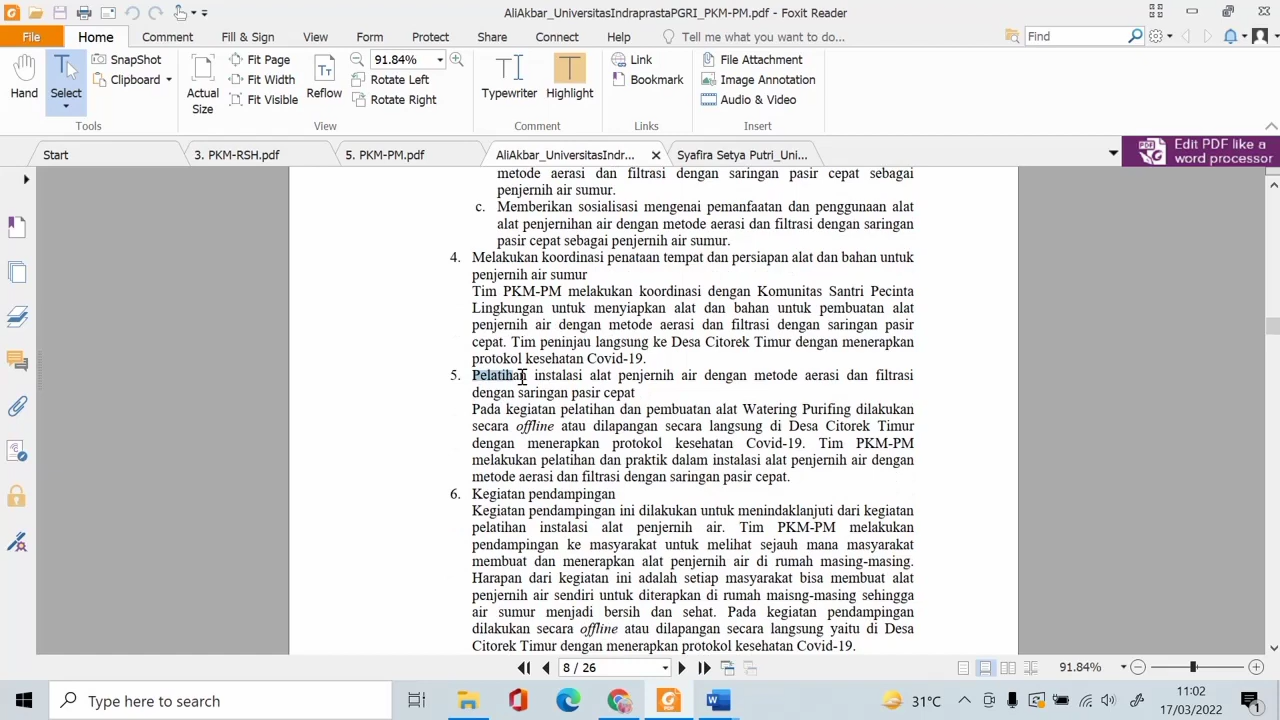 AliAkbar_UniversitasIndraprastaPGRI_PKM-PM.pdf - Foxit Reader
File Home Comment Fill & Sign View Form Protect Share Connect Help Tell me what you want to do... Find
Hand
Select
SnapShot
Clipboard
Tools
Actual
Size
Fit Page
Fit Width
Fit Visible
Reflow
91.84%
Rotate Left
Rotate Right
View
Typewriter
Highlight
Comment
Link
Bookmark
Links
File Attachment
Image Annotation
Audio & Video
Insert
Start 3. PKM-RSH.pdf 5. PKM-PM.pdf AliAkbar_UniversitasIndr... Syafira Setya Putri_Uni...
Edit PDF like a
word processor
metode aerasi dan filtrasi dengan saringan pasir cepat sebagai
penjernih air sumur.
c. Memberikan sosialisasi mengenai pemanfaatan dan penggunaan alat
alat penjernihan air dengan metode aerasi dan filtrasi dengan saringan
pasir cepat sebagai penjernih air sumur.
4. Melakukan koordinasi penataan tempat dan persiapan alat dan bahan untuk
penjernih air sumur
Tim PKM-PM melakukan koordinasi dengan Komunitas Santri Pecinta
Lingkungan untuk menyiapkan alat dan bahan untuk pembuatan alat
penjernih air dengan metode aerasi dan filtrasi dengan saringan pasir
cepat. Tim peninjau langsung ke Desa Citorek Timur dengan menerapkan
protokol kesehatan Covid-19.
5. Pelatihan instalasi alat penjernih air dengan metode aerasi dan filtrasi
dengan saringan pasir cepat
Pada kegiatan pelatihan dan pembuatan alat Watering Purifing dilakukan
secara offline atau dilapangan secara langsung di Desa Citorek Timur
dengan menerapkan protokol kesehatan Covid-19. Tim PKM-PM
melakukan pelatihan dan praktik dalam instalasi alat penjernih air dengan
metode aerasi dan filtrasi dengan saringan pasir cepat.
6. Kegiatan pendampingan
Kegiatan pendampingan ini dilakukan untuk menindaklanjuti dari kegiatan
pelatihan instalasi alat penjernih air. Tim PKM-PM melakukan
pendampingan ke masyarakat untuk melihat sejauh mana masyarakat
membuat dan menerapkan alat penjernih air di rumah masing-masing.
Harapan dari kegiatan ini adalah setiap masyarakat bisa membuat alat
penjernih air sendiri untuk diterapkan di rumah maisng-masing sehingga
air sumur menjadi bersih dan sehat. Pada kegiatan pendampingan
dilakukan secara offline atau dilapangan secara langsung yaitu di Desa
Citorek Timur dengan menerapkan protokol kesehatan Covid-19.
8 / 26
91.84%
Type here to search
31°C
11:02
17/03/2022